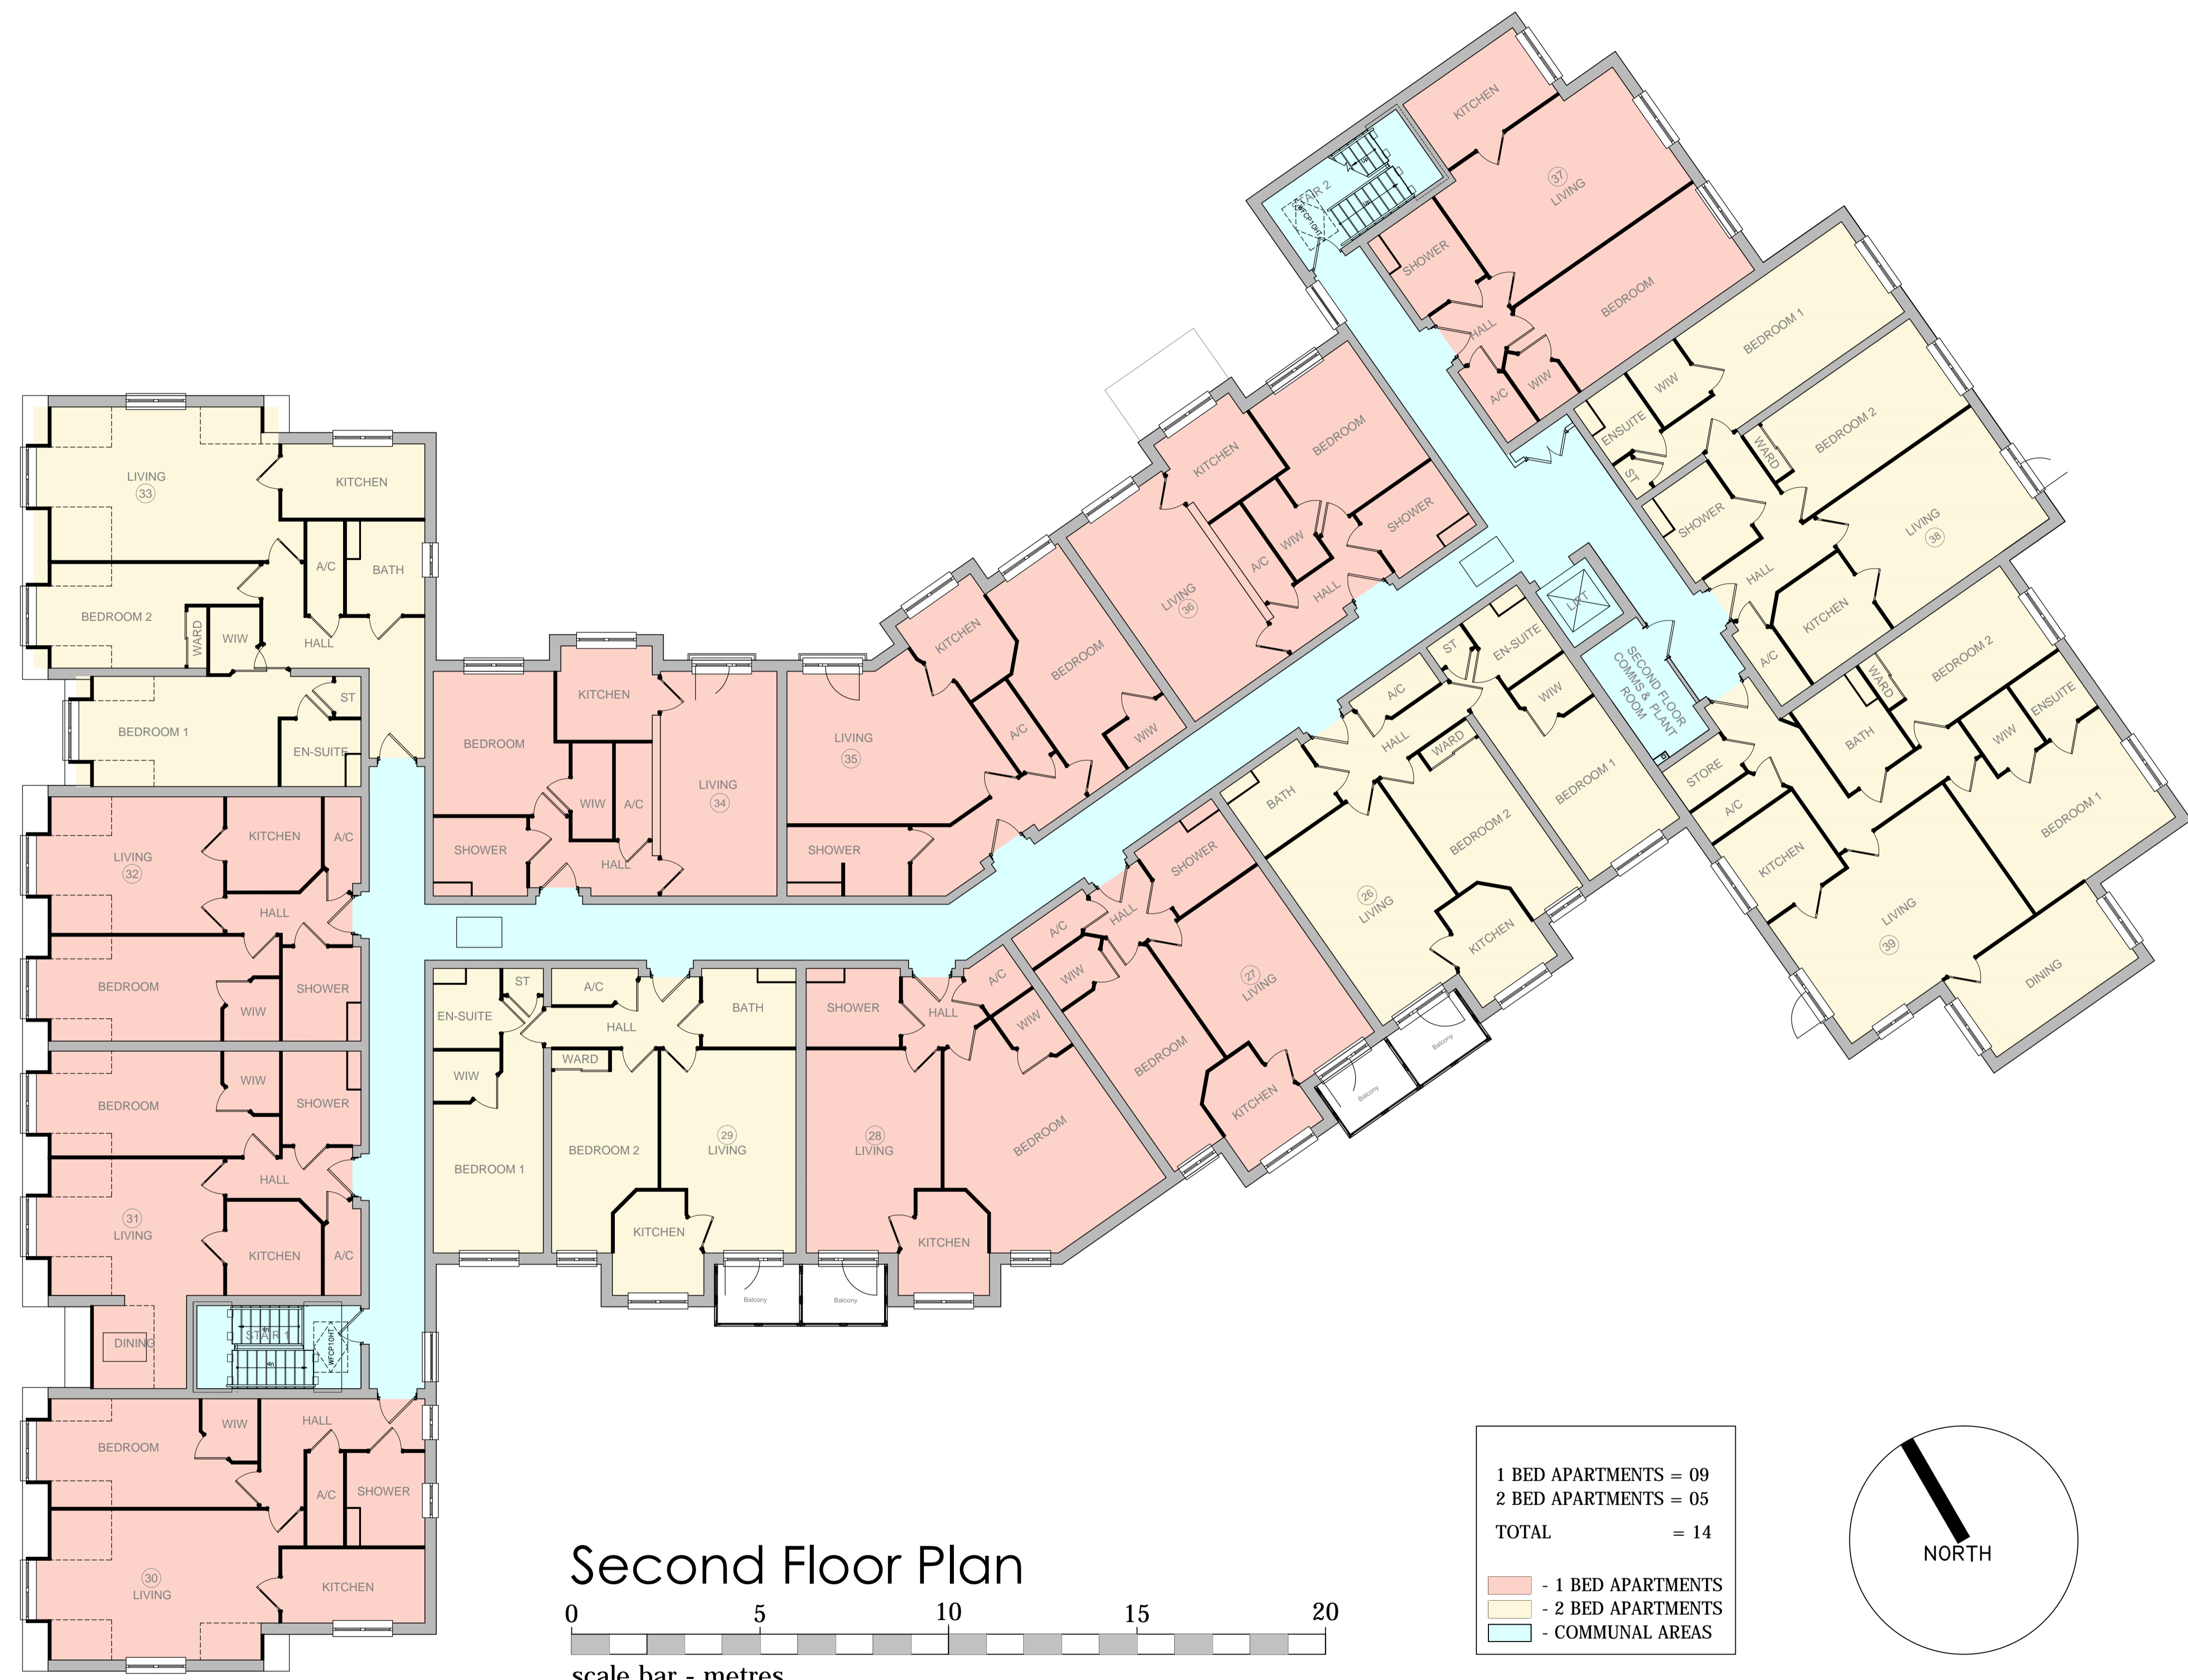 KITCHEN
37
LIVING
STAIR 2
UP
WFCP1OHT
SHOWER
BEDROOM
HALL
A/C
WIW
BEDROOM 1
WIW
ENSUITE
ST
BEDROOM 2
WARD
SHOWER
LIVING
38
HALL
KITCHEN
A/C
KITCHEN
BEDROOM
WIW
SHOWER
A/C
HALL
LIVING
36
LIFT
SECOND FLOOR
COMMS & PLANT
ROOM
BEDROOM 2
WARD
ENSUITE
WIW
BATH
BEDROOM 1
STORE
A/C
KITCHEN
LIVING
39
DINING
LIVING
33
KITCHEN
A/C
BATH
BEDROOM 2
WARD
WIW
HALL
BEDROOM 1
ST
EN-SUITE
KITCHEN
BEDROOM
WIW
A/C
LIVING
34
SHOWER
HALL
KITCHEN
BEDROOM
LIVING
35
A/C
WIW
SHOWER
ST
EN-SUITE
A/C
WIW
HALL
WARD
BATH
BEDROOM 1
BEDROOM 2
26
LIVING
KITCHEN
SHOWER
A/C
HALL
WIW
27
LIVING
BEDROOM
KITCHEN
Balcony
Balcony
LIVING
32
KITCHEN
A/C
HALL
BEDROOM
WIW
SHOWER
BEDROOM
WIW
SHOWER
HALL
31
LIVING
KITCHEN
A/C
DINING
STAIR 1
WFCP1OHT
EN-SUITE
ST
A/C
BATH
HALL
WIW
WARD
BEDROOM 1
BEDROOM 2
29
LIVING
KITCHEN
SHOWER
HALL
A/C
WIW
28
LIVING
BEDROOM
KITCHEN
Balcony
Balcony
BEDROOM
WIW
HALL
A/C
SHOWER
30
LIVING
KITCHEN
Second Floor Plan
0 5 10 15 20
scale bar - metres
1 BED APARTMENTS = 09
2 BED APARTMENTS = 05
TOTAL = 14
- 1 BED APARTMENTS
- 2 BED APARTMENTS
- COMMUNAL AREAS
NORTH